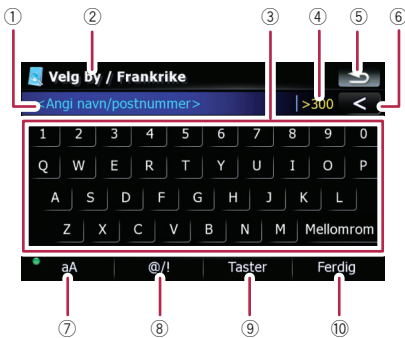 ① ② ③ ④ ⑤ ⑥
Velg by / Frankrike
<Angi navn/postnummer> >300 <
1 2 3 4 5 6 7 8 9 0
Q W E R T Y U I O P
A S D F G H J K L
Z X C V B N M Mellomrom
aA @/! Taster Ferdig
⑦ ⑧ ⑨ ⑩